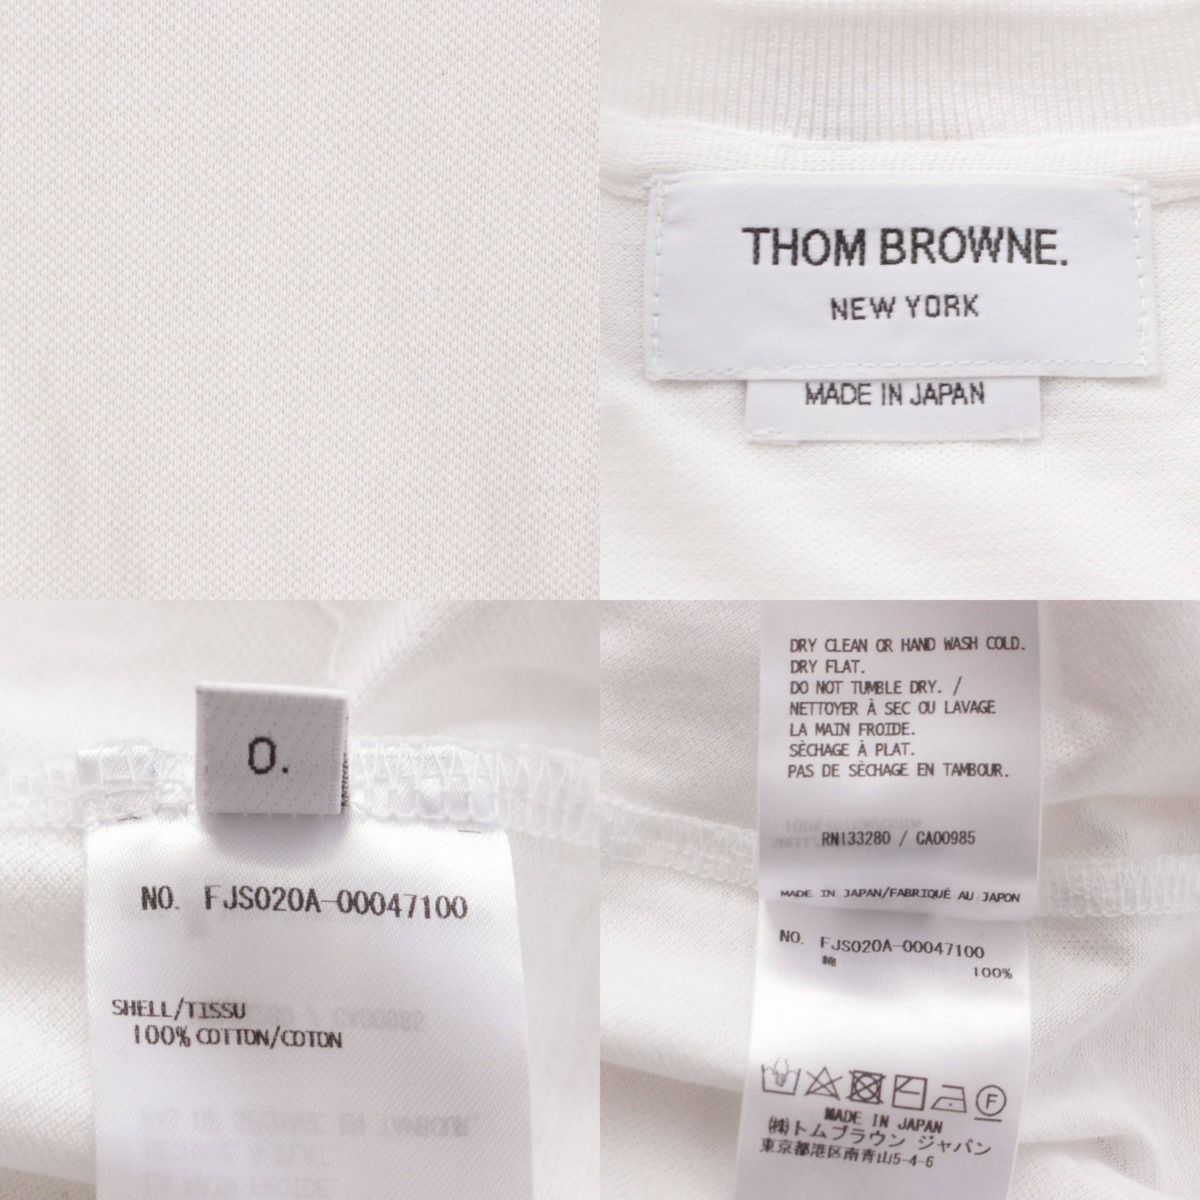 THOM BROWNE.
NEW YORK
MADE IN JAPAN
O.
NO. FJS020A-00047100
SHELL/TISSU
100% COTTON/COTON
DRY CLEAN OR HAND WASH COLD.
DRY FLAT.
DO NOT TUMBLE DRY. /
NETTOYER À SEC OU LAVAGE
LA MAIN FROIDE.
SÈCHAGE À PLAT.
PAS DE SÈCHAGE EN TAMBOUR.
RN133280 / CA00985
MADE IN JAPAN/FABRIQUÉ AU JAPON
NO. FJS020A-00047100
綿 100%
F
MADE IN JAPAN
(株)トムブラウン ジャパン
東京都港区南青山5-4-6